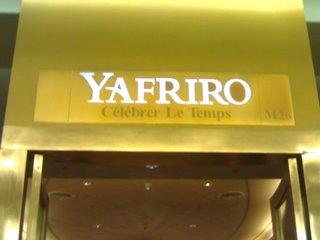 YAFRIRO
Célébrer Le Temps
M26